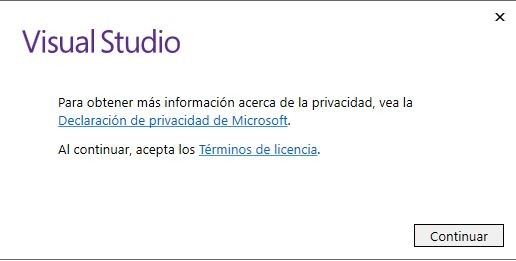 Visual Studio
Para obtener más información acerca de la privacidad, vea la
Declaración de privacidad de Microsoft.
Al continuar, acepta los Términos de licencia.
Continuar